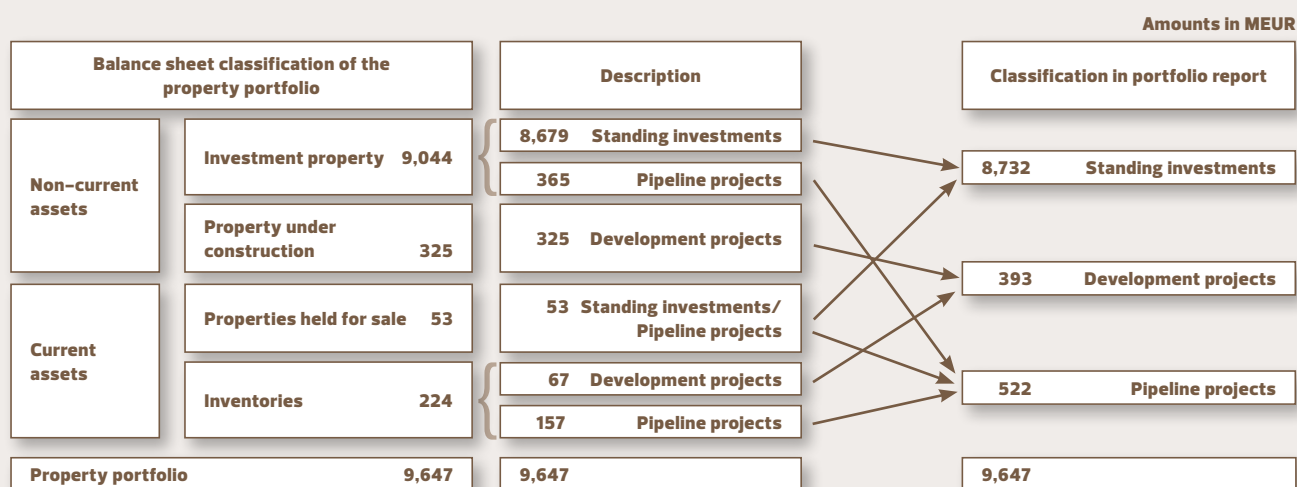 Amounts in MEUR
Balance sheet classification of the
property portfolio
Description
Classification in portfolio report
Non–current
assets
Investment property 9,044
8,679 Standing investments
365 Pipeline projects
8,732 Standing investments
Property under
construction 325
325 Development projects
393 Development projects
Current
assets
Properties held for sale 53
53 Standing investments/
Pipeline projects
Inventories 224
67 Development projects
157 Pipeline projects
522 Pipeline projects
Property portfolio 9,647
9,647
9,647